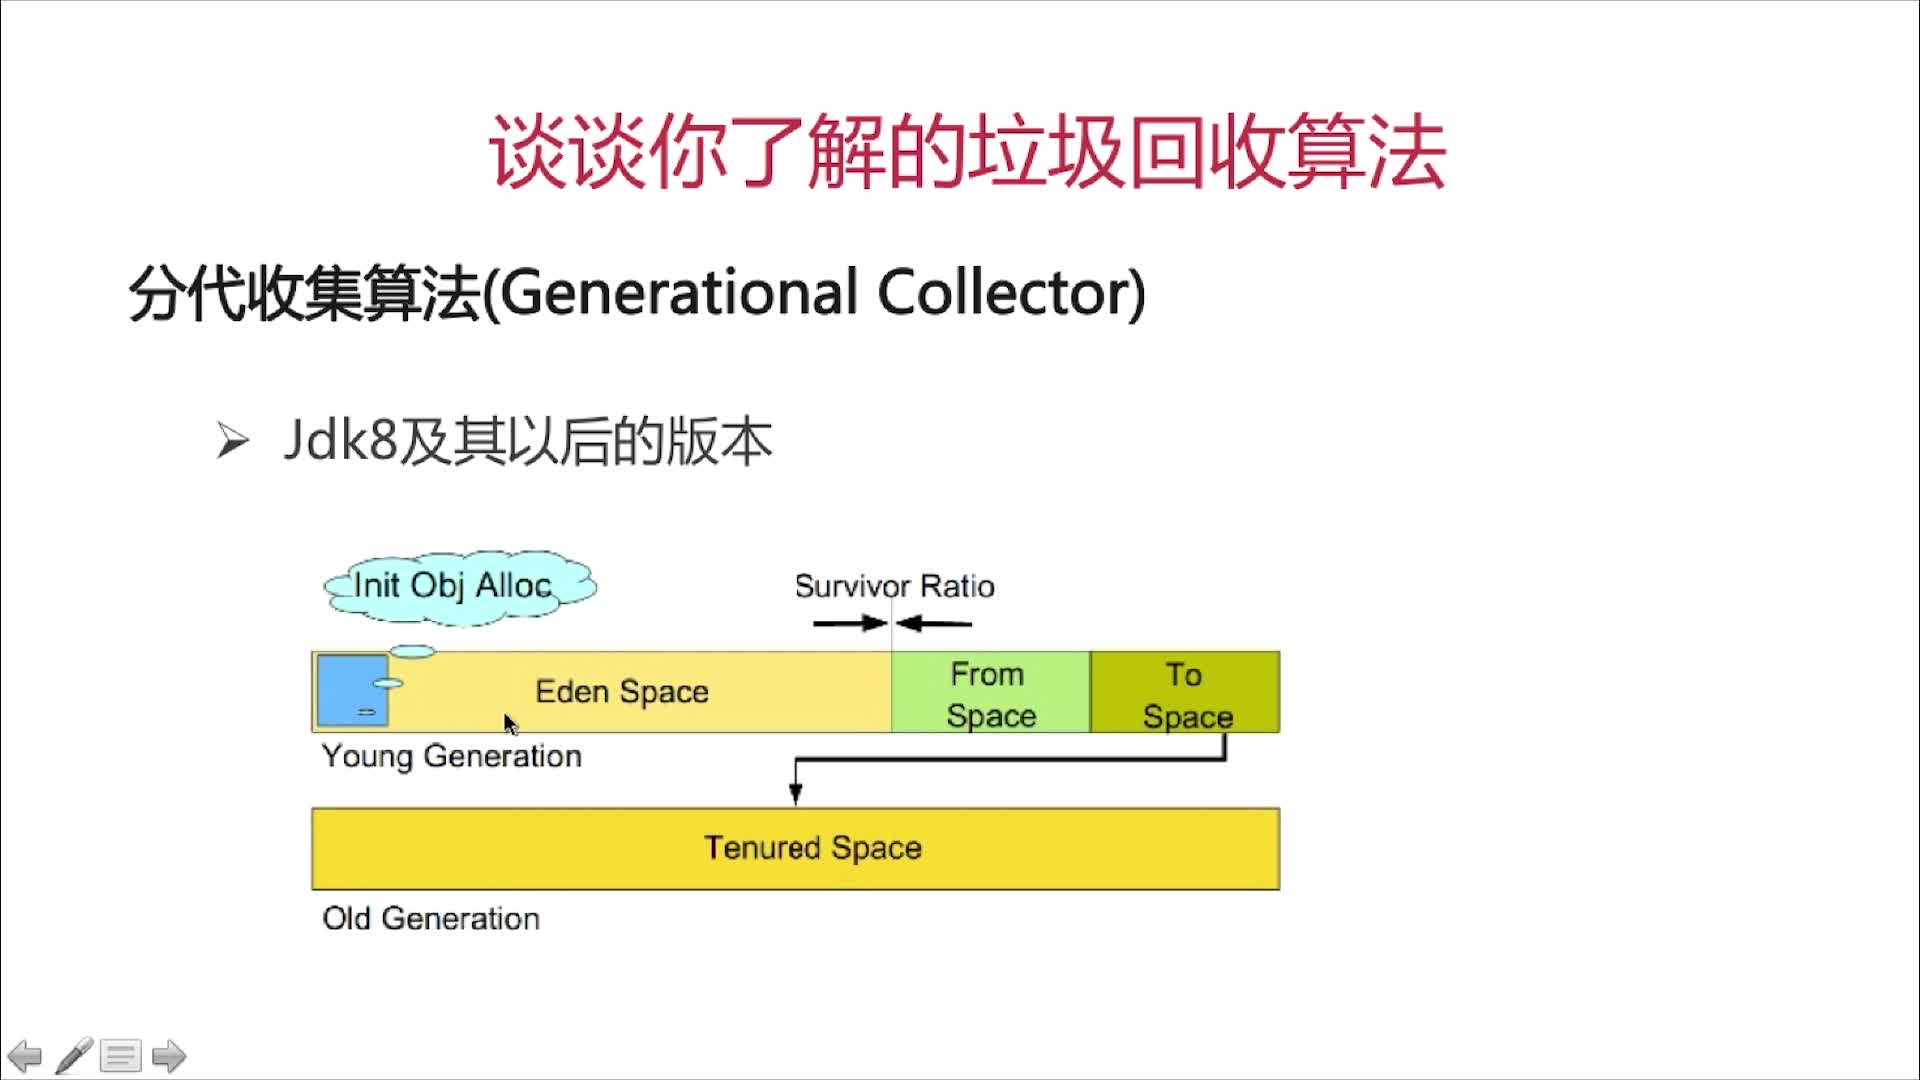 谈谈你了解的垃圾回收算法
分代收集算法(Generational Collector)
Jdk8及其以后的版本
Init Obj Alloc
Survivor Ratio
Eden Space
From
Space
To
Space
Young Generation
Tenured Space
Old Generation